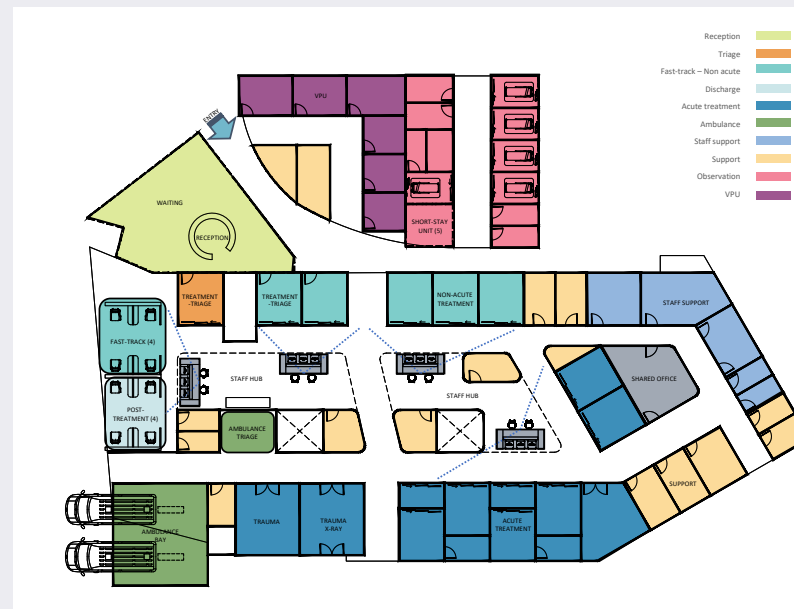 Reception
Triage
Fast-track – Non acute
Discharge
Acute treatment
Ambulance
Staff support
Support
Observation
VPU
VPU
ENTRY
WAITING
RECEPTION
SHORT-STAY
UNIT (5)
TREATMENT
-TRIAGE
TREATMENT
-TRIAGE
NON-ACUTE
TREATMENT
STAFF SUPPORT
FAST-TRACK (4)
STAFF HUB
SHARED OFFICE
STAFF HUB
POST-
TREATMENT (4)
AMBULANCE
TRIAGE
SUPPORT
AMBULANCE
BAY
TRAUMA
TRAUMA
X-RAY
ACUTE
TREATMENT